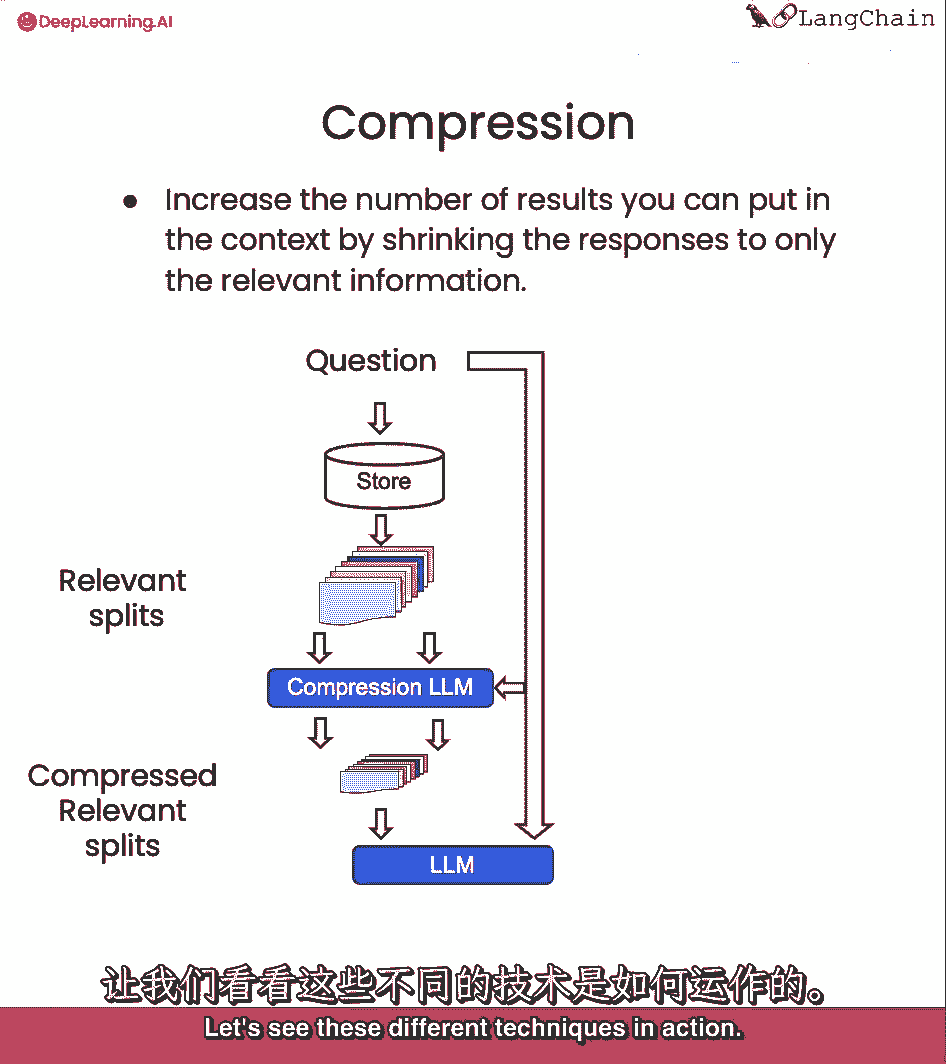 DeepLearning.AI
LangChain
Compression
● Increase the number of results you can put in
the context by shrinking the responses to only
the relevant information.
Question
Store
Relevant
splits
Compression LLM
Compressed
Relevant
splits
LLM
让我们看看这些不同的技术是如何运作的。
Let's see these different techniques in action.